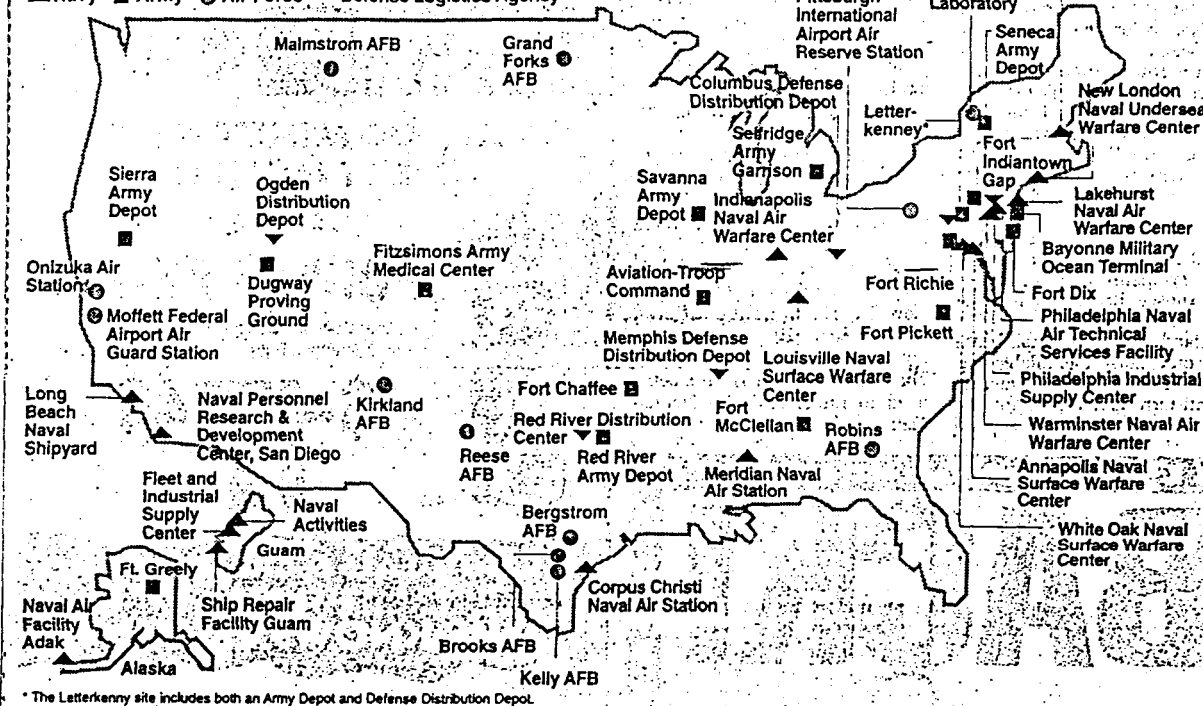 Navy Army Air Force Defense Logistics Agency
Pittsburgh
International
Airport Air
Reserve Station
Laboratory
Seneca
Army
Depot
Malmstrom AFB
Grand
Forks
AFB
Columbus Defense
Distribution Depot
New London
Naval Undersea
Warfare Center
Letter-
kenney
Selfridge
Army
Garrison
Fort
Indiantown
Gap
Sierra
Army
Depot
Ogden
Distribution
Depot
Savanna
Army
Depot
Indianapolis
Naval Air
Warfare Center
Lakehurst
Naval Air
Warfare Center
Fitzsimons Army
Medical Center
Bayonne Military
Ocean Terminal
Onizuka Air
Station
Dugway
Proving
Ground
Aviation-Troop
Command
Fort Richie
Fort Dix
Moffett Federal
Airport Air
Guard Station
Fort Pickett
Philadelphia Naval
Air Technical
Services Facility
Memphis Defense
Distribution Depot
Louisville Naval
Surface Warfare
Center
Philadelphia Industrial
Supply Center
Long
Beach
Naval
Shipyard
Naval Personnel
Research &
Development
Center, San Diego
Kirkland
AFB
Fort Chaffee
Fort
McClellan
Red River Distribution
Center
Robins
AFB
Warminster Naval Air
Warfare Center
Reese
AFB
Red River
Army Depot
Meridian Naval
Air Station
Annapolis Naval
Surface Warfare
Center
Fleet and
Industrial
Supply
Center
Naval
Activities
Guam
Bergstrom
AFB
White Oak Naval
Surface Warfare
Center
Ft. Greely
Corpus Christi
Naval Air Station
Naval Air
Facility
Adak
Ship Repair
Facility Guam
Brooks AFB
Alaska
Kelly AFB
* The Letterkenny site includes both an Army Depot and Defense Distribution Depot.